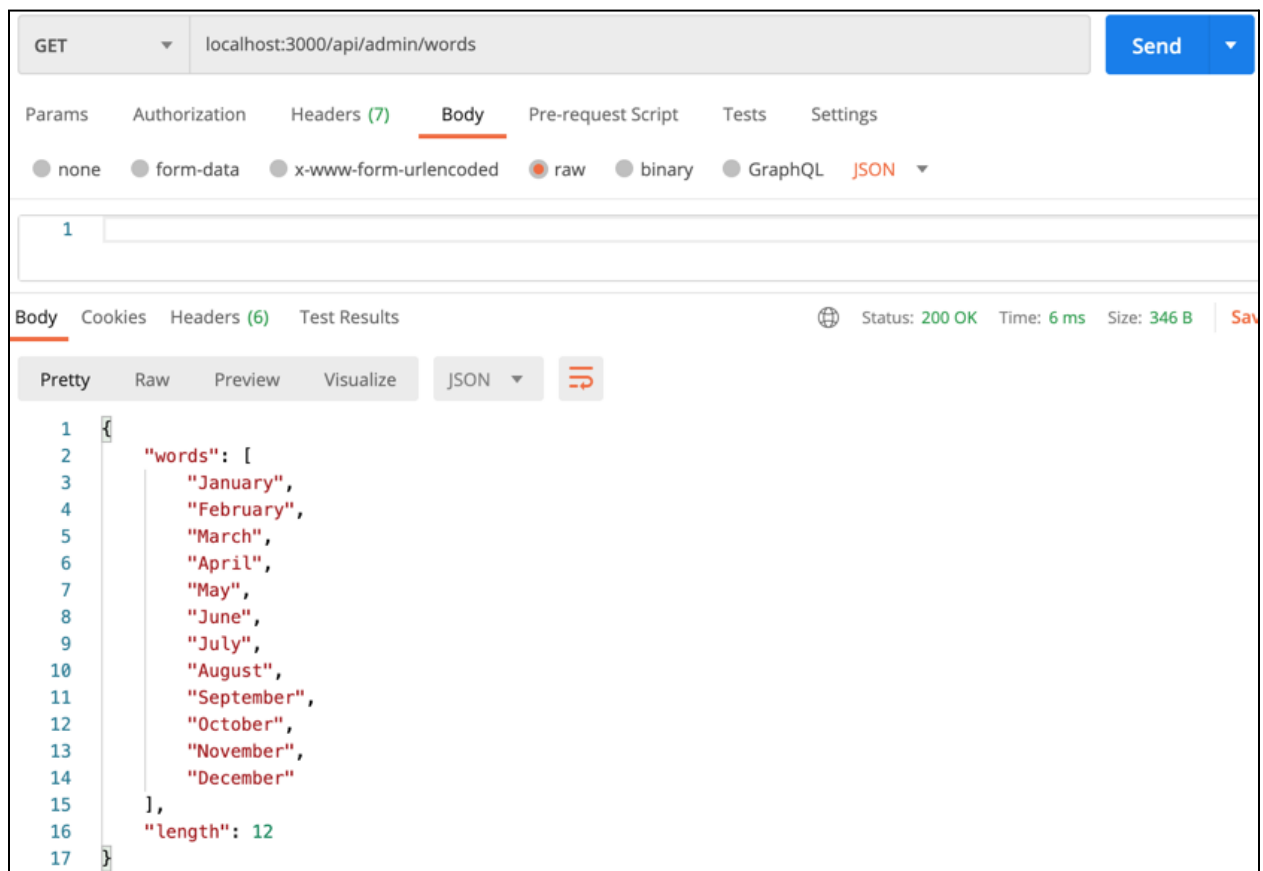 GET localhost:3000/api/admin/words Send
Params Authorization Headers (7) Body Pre-request Script Tests Settings
none form-data x-www-form-urlencoded raw binary GraphQL JSON
1
Body Cookies Headers (6) Test Results Status: 200 OK Time: 6 ms Size: 346 B Sav
Pretty Raw Preview Visualize JSON
1 {
2 "words": [
3 "January",
4 "February",
5 "March",
6 "April",
7 "May",
8 "June",
9 "July",
10 "August",
11 "September",
12 "October",
13 "November",
14 "December"
15 ],
16 "length": 12
17 }